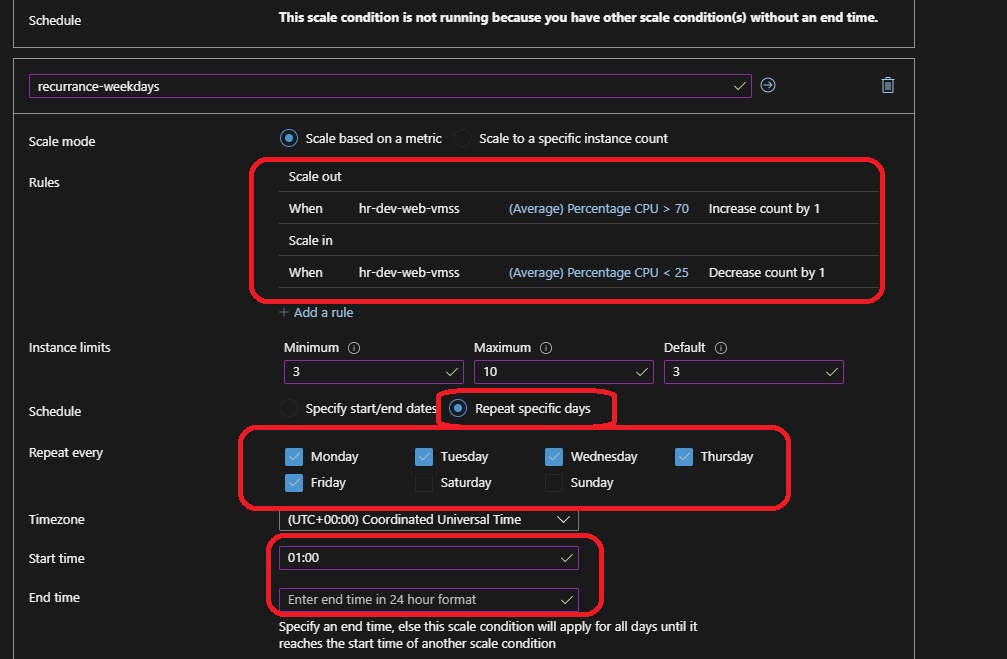 Schedule
This scale condition is not running because you have other scale condition(s) without an end time.
recurrance-weekdays
Scale mode
Scale based on a metric
Scale to a specific instance count
Rules
Scale out
When hr-dev-web-vmss (Average) Percentage CPU > 70 Increase count by 1
Scale in
When hr-dev-web-vmss (Average) Percentage CPU < 25 Decrease count by 1
+ Add a rule
Instance limits
Minimum
Maximum
Default
3
10
3
Schedule
Specify start/end dates
Repeat specific days
Repeat every
Monday Tuesday Wednesday Thursday
Friday Saturday Sunday
Timezone
(UTC+00:00) Coordinated Universal Time
Start time
01:00
End time
Enter end time in 24 hour format
Specify an end time, else this scale condition will apply for all days until it
reaches the start time of another scale condition